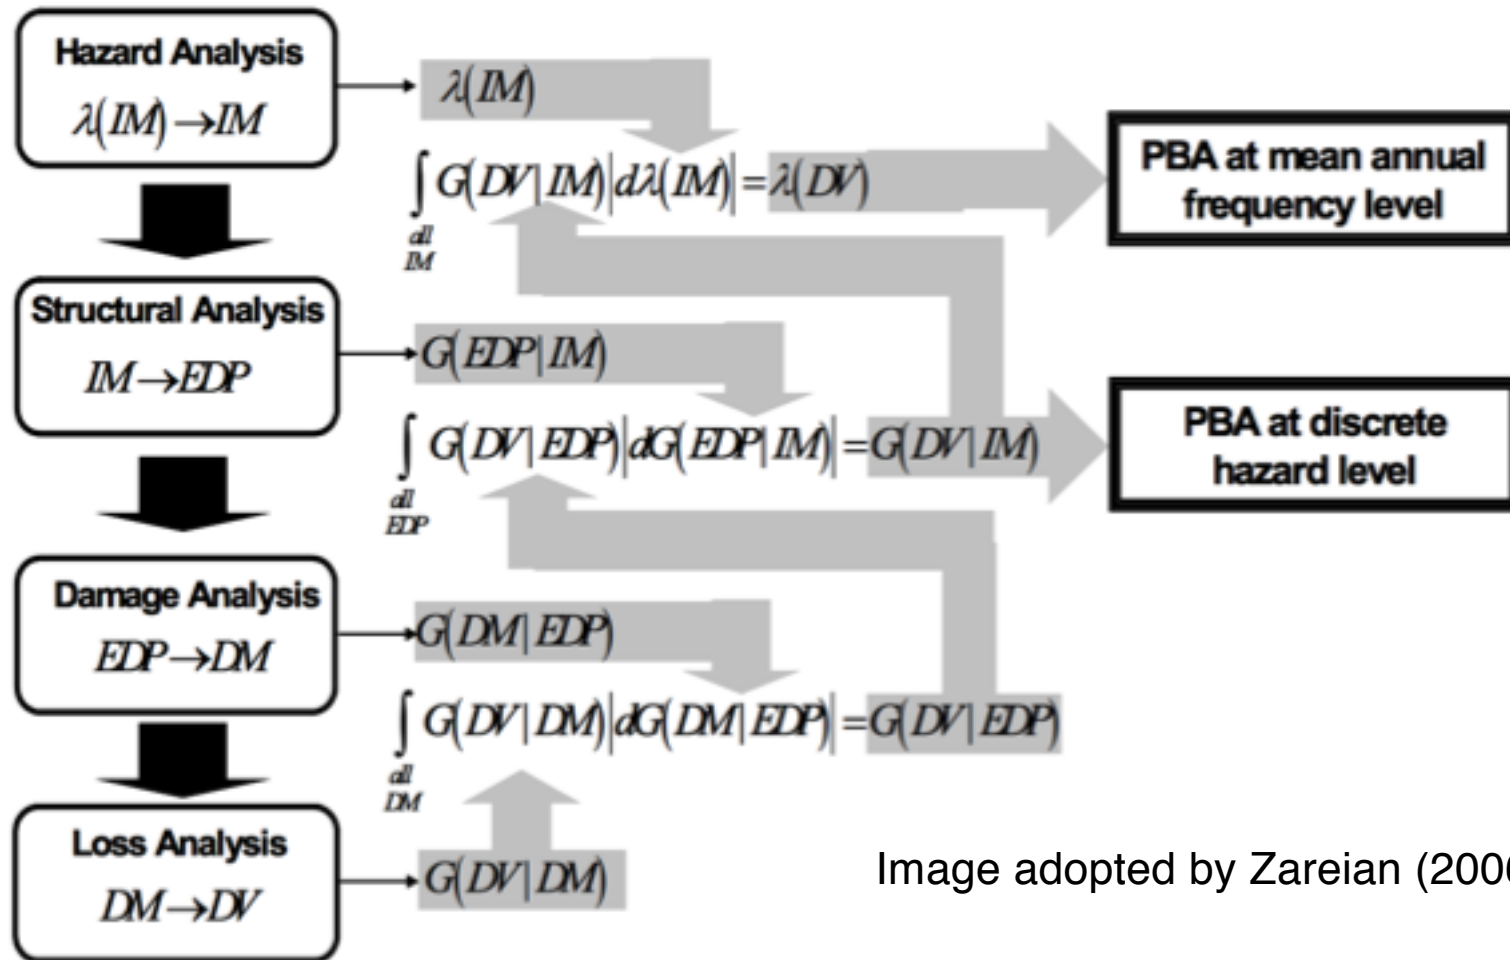 Hazard Analysis
λ(IM)→IM
λ(IM)
∫ G(DV|IM)|dλ(IM)|=λ(DV)
all
IM
PBA at mean annual
frequency level
Structural Analysis
IM→EDP
G(EDP|IM)
∫ G(DV|EDP)|dG(EDP|IM)|=G(DV|IM)
all
EDP
PBA at discrete
hazard level
Damage Analysis
EDP→DM
G(DM|EDP)
∫ G(DV|DM)|dG(DM|EDP)|=G(DV|EDP)
all
DM
Loss Analysis
DM→DV
G(DV|DM)
Image adopted by Zareian